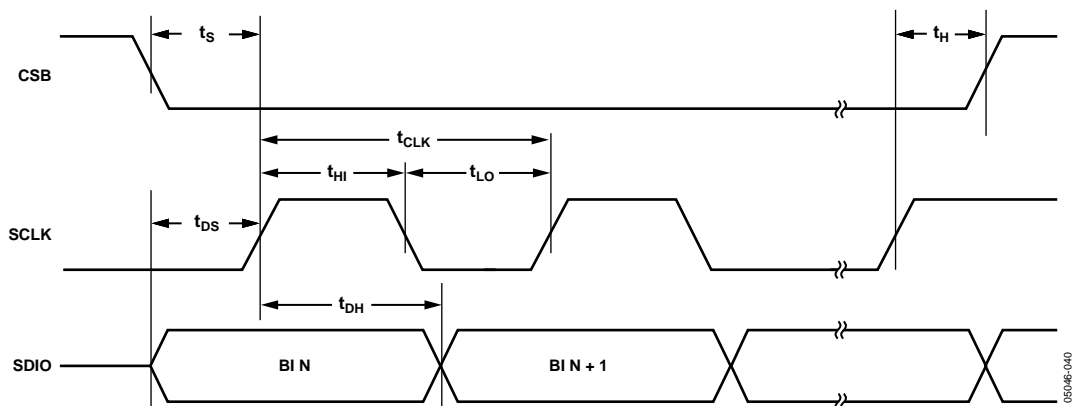 tS
tH
CSB
tCLK
tHI
tLO
tDS
SCLK
tDH
SDIO
BI N
BI N + 1
05046-040